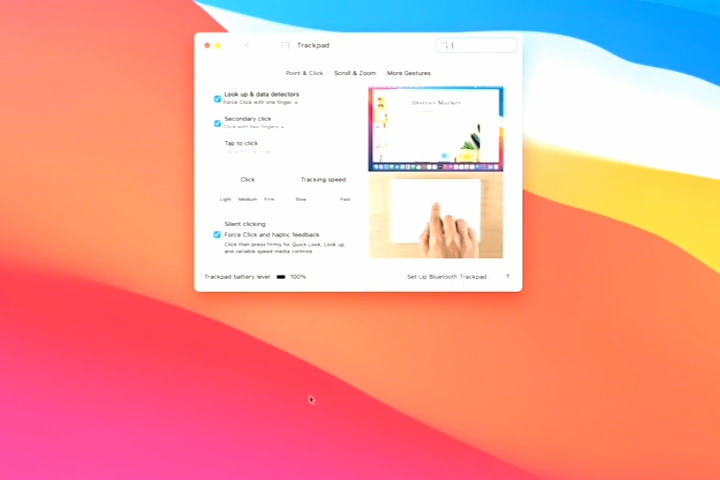 Trackpad
Point & Click Scroll & Zoom More Gestures
Look up & data detectors
Force Click with one finger
Secondary click
Click with two fingers
Tap to click
Click Tracking speed
Light Medium Firm Slow Fast
Silent clicking
Force Click and haptic feedback
Click then press firmly for Quick Look, Look up,
and variable speed media controls.
Trackpad battery level: 100% Set Up Bluetooth Trackpad... ?
District Market